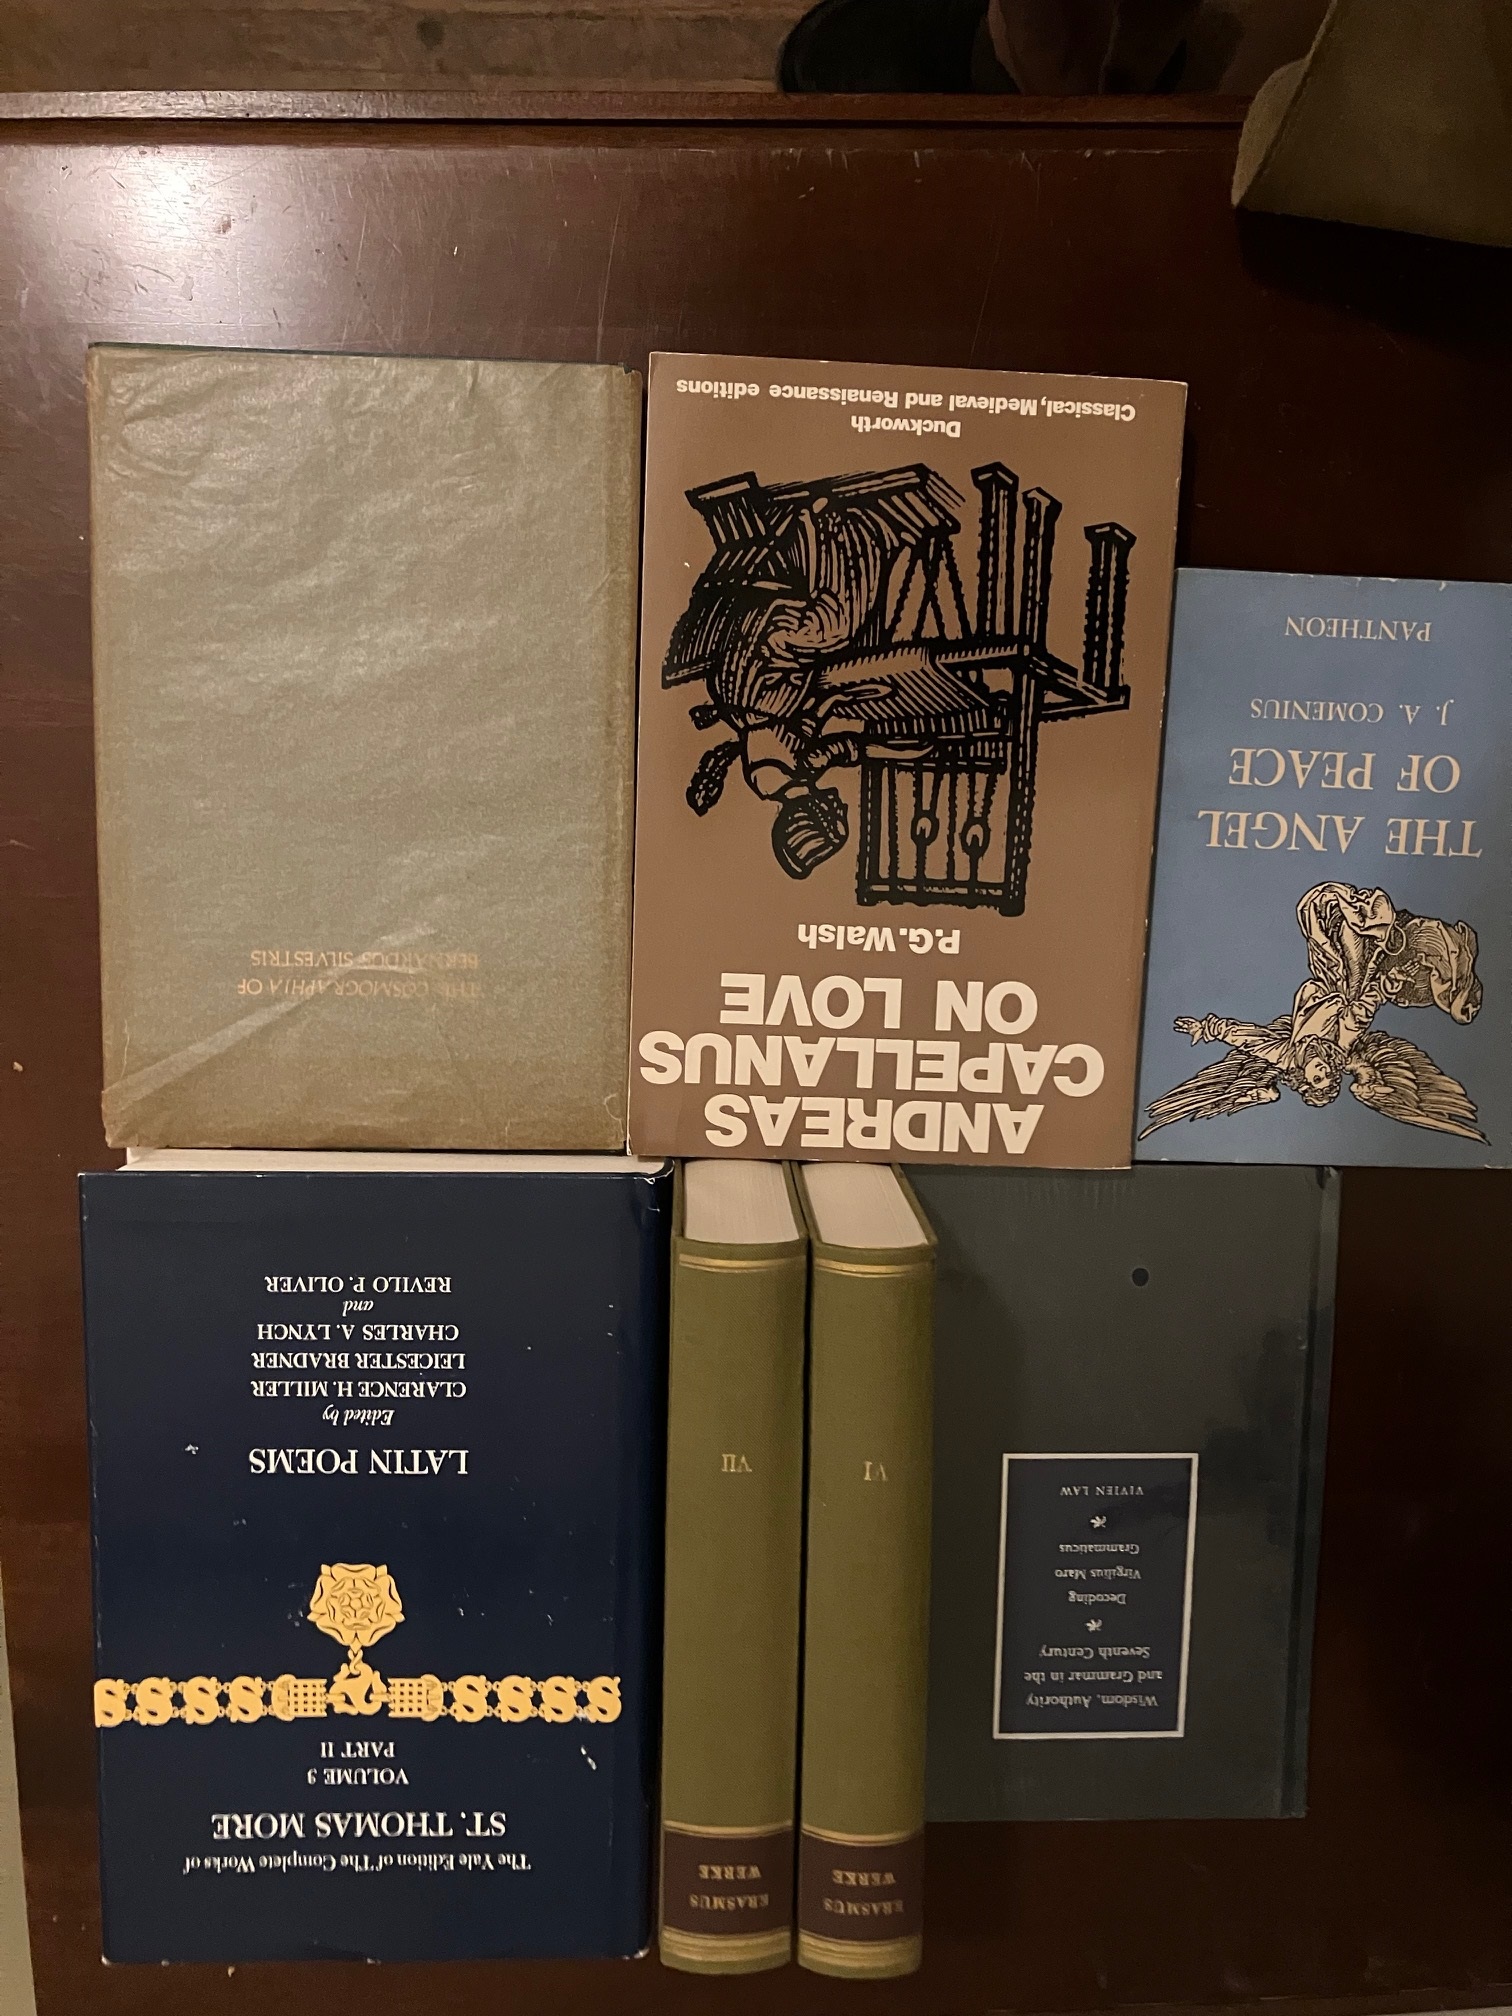 Wisdom, Authority
and Grammar in the
Seventh Century
Decoding
Virgilius Maro
Grammaticus
VIVIEN LAW
ERASMUS
WERKE
VI
ERASMUS
WERKE
VII
The Yale Edition of The Complete Works of
ST. THOMAS MORE
VOLUME 3
PART II
LATIN POEMS
Edited by
CLARENCE H. MILLER
LEICESTER BRADNER
CHARLES A. LYNCH
and
REVILO P. OLIVER
THE ANGEL
OF PEACE
J. A. COMENIUS
PANTHEON
ANDREAS
CAPELLANUS
ON LOVE
P.G. Walsh
Duckworth
Classical, Medieval and Renaissance editions
THE COSMOGRAPHIA OF
BERNARDUS SILVESTRIS